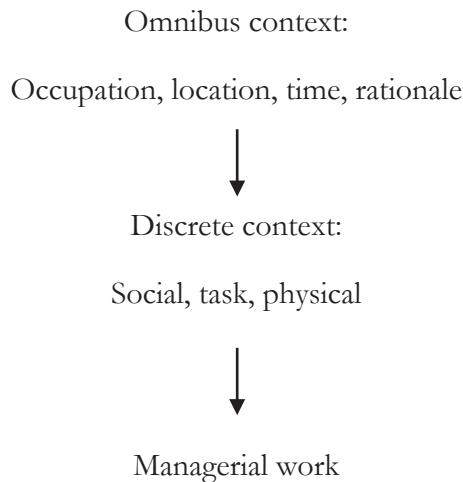 Omnibus context:
Occupation, location, time, rationale
Discrete context:
Social, task, physical
Managerial work